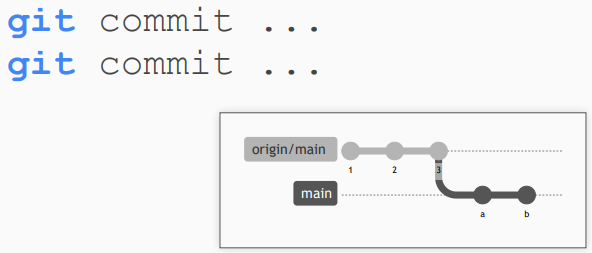 git commit ...
git commit ...
origin/main
1 2 3
main
a b